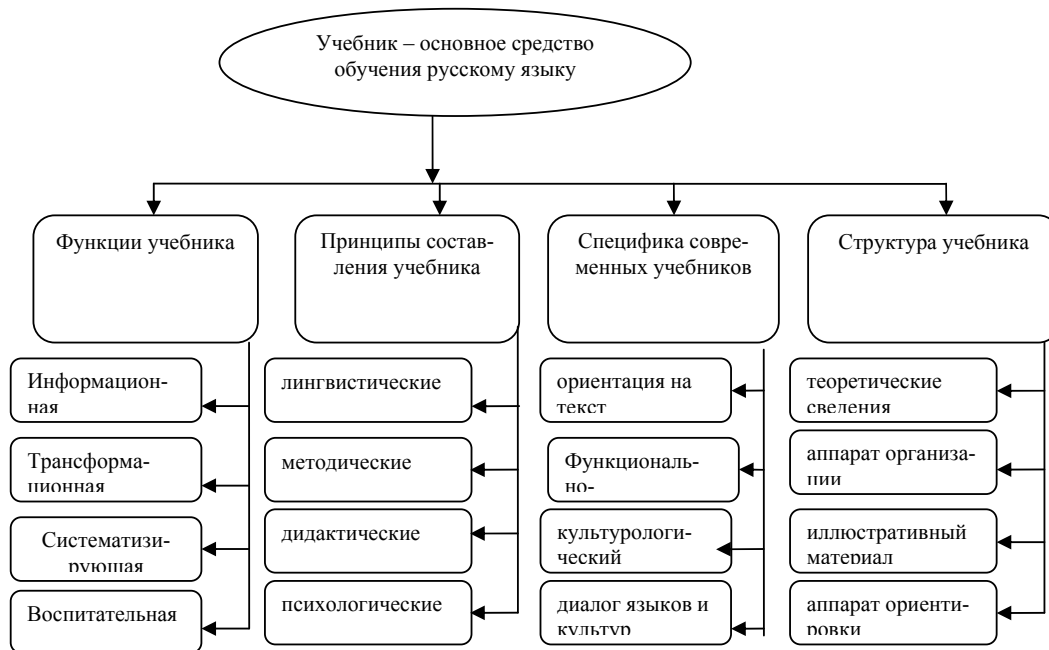 Учебник – основное средство
обучения русскому языку
Функции учебника
Принципы состав-
ления учебника
Специфика совре-
менных учебников
Структура учебника
Информацион-
ная
Трансформа-
ционная
Систематизи-
рующая
Воспитательная
лингвистические
методические
дидактические
психологические
ориентация на
текст
Функциональ-
но-
культурологи-
ческий
диалог языков и
культур
теоретические
сведения
аппарат организа-
ции
иллюстративный
материал
аппарат ориенти-
ровки